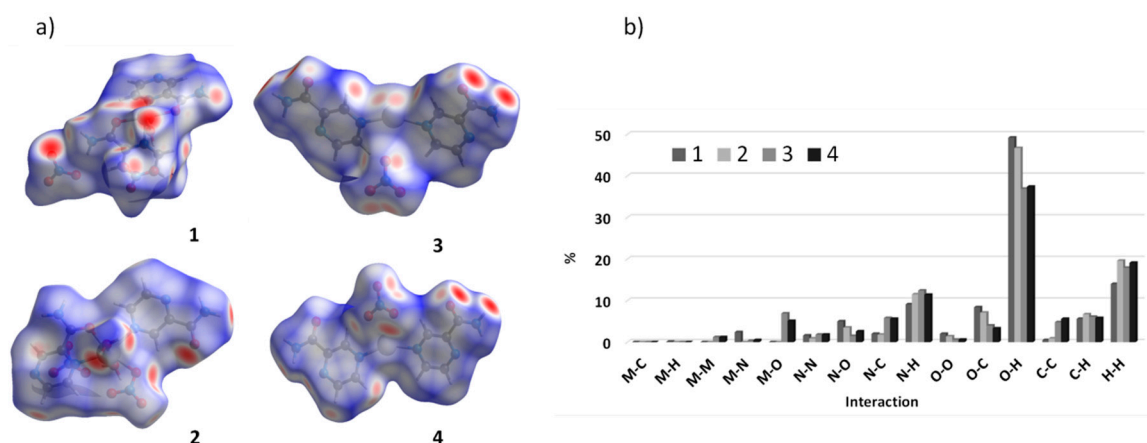 a)
1
3
2
4
b)
50
40
30
20
10
0
%
1 2 3 4
M-C M-H M-M M-N M-O N-N N-O N-C N-H O-O O-C O-H C-C C-H H-H
Interaction